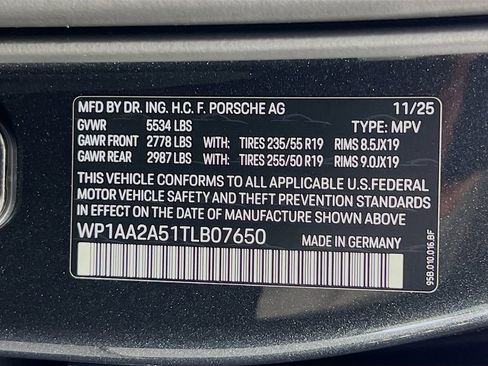 MFD BY DR. ING. H.C. F. PORSCHE AG 11/25
GVWR 5534 LBS TYPE: MPV
GAWR FRONT 2778 LBS WITH: TIRES 235/55 R19 RIMS 8.5JX19
GAWR REAR 2987 LBS WITH: TIRES 255/50 R19 RIMS 9.0JX19
THIS VEHICLE CONFORMS TO ALL APPLICABLE U.S.FEDERAL
MOTOR VEHICLE SAFETY AND THEFT PREVENTION STANDARDS
IN EFFECT ON THE DATE OF MANUFACTURE SHOWN ABOVE.
WP1AA2A51TLB07650 MADE IN GERMANY
95B.010.016.BF